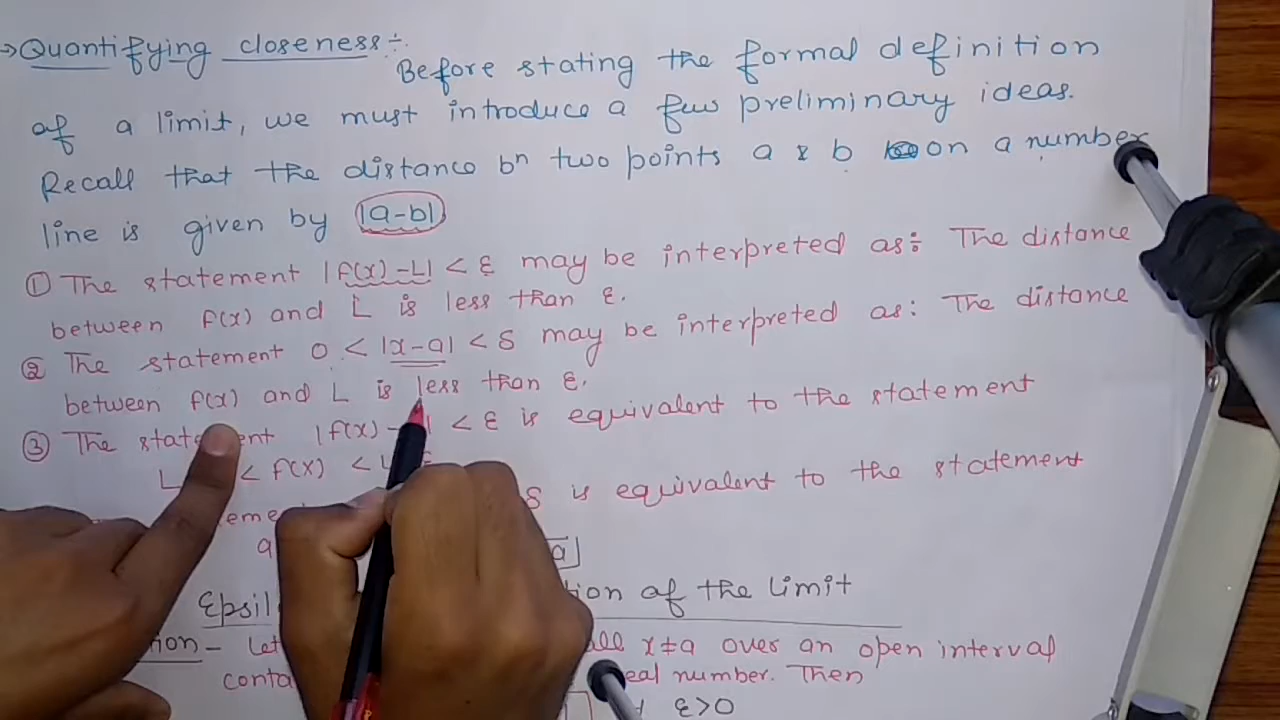 → Quantifying closeness:-
Before stating the formal definition
of a limit, we must introduce a few preliminary ideas.
Recall that the distance bⁿ two points a & b on a number
line is given by |a-b|
① The statement |f(x)-L| < ε may be interpreted as: The distance
between f(x) and L is less than ε.
② The statement 0 < |x-a| < δ may be interpreted as: The distance
between f(x) and L is less than ε.
③ The statement |f(x)- < ε is equivalent to the statement
L < f(x) < L
δ is equivalent to the statement
a a]
of the limit
Let all x≠a over an open interval
number. Then
ε>0